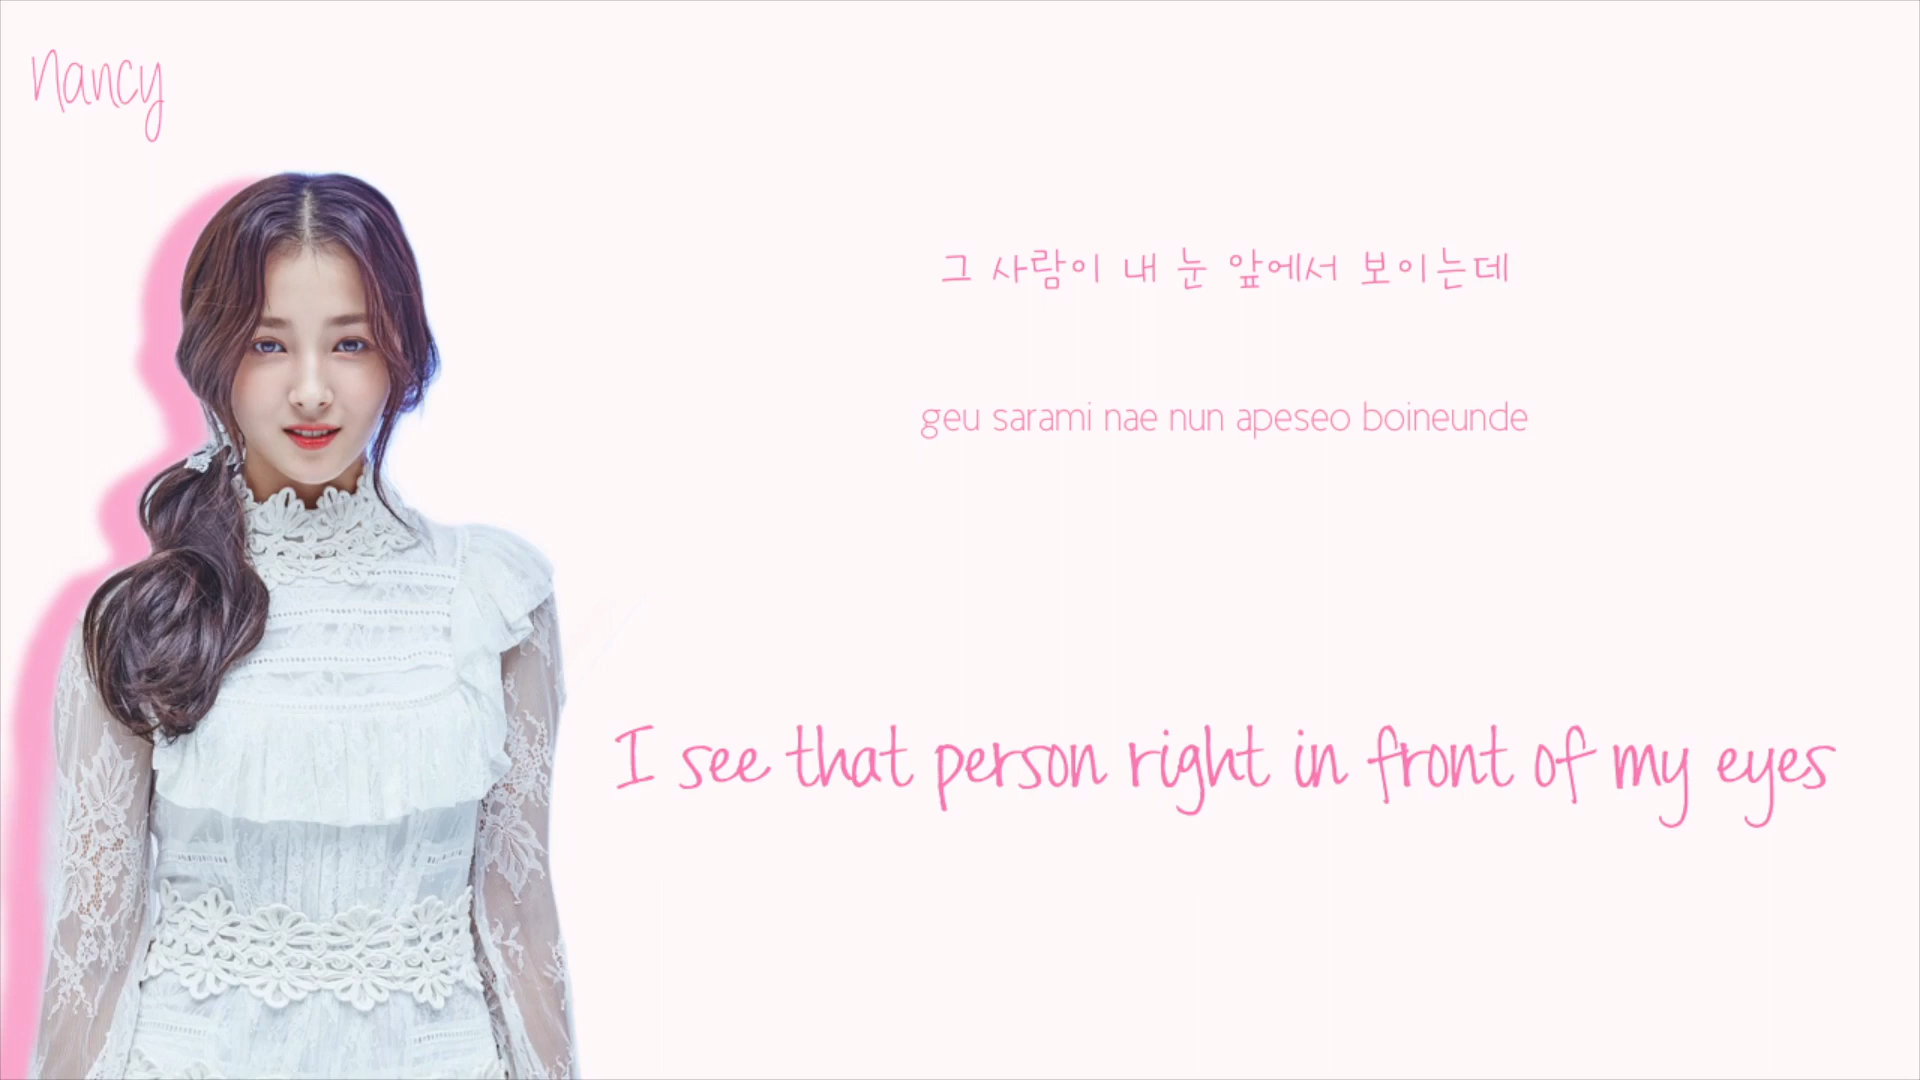 Nancy
그 사람이 내 눈 앞에서 보이는데
geu sarami nae nun apeseo boineunde
I see that person right in front of my eyes